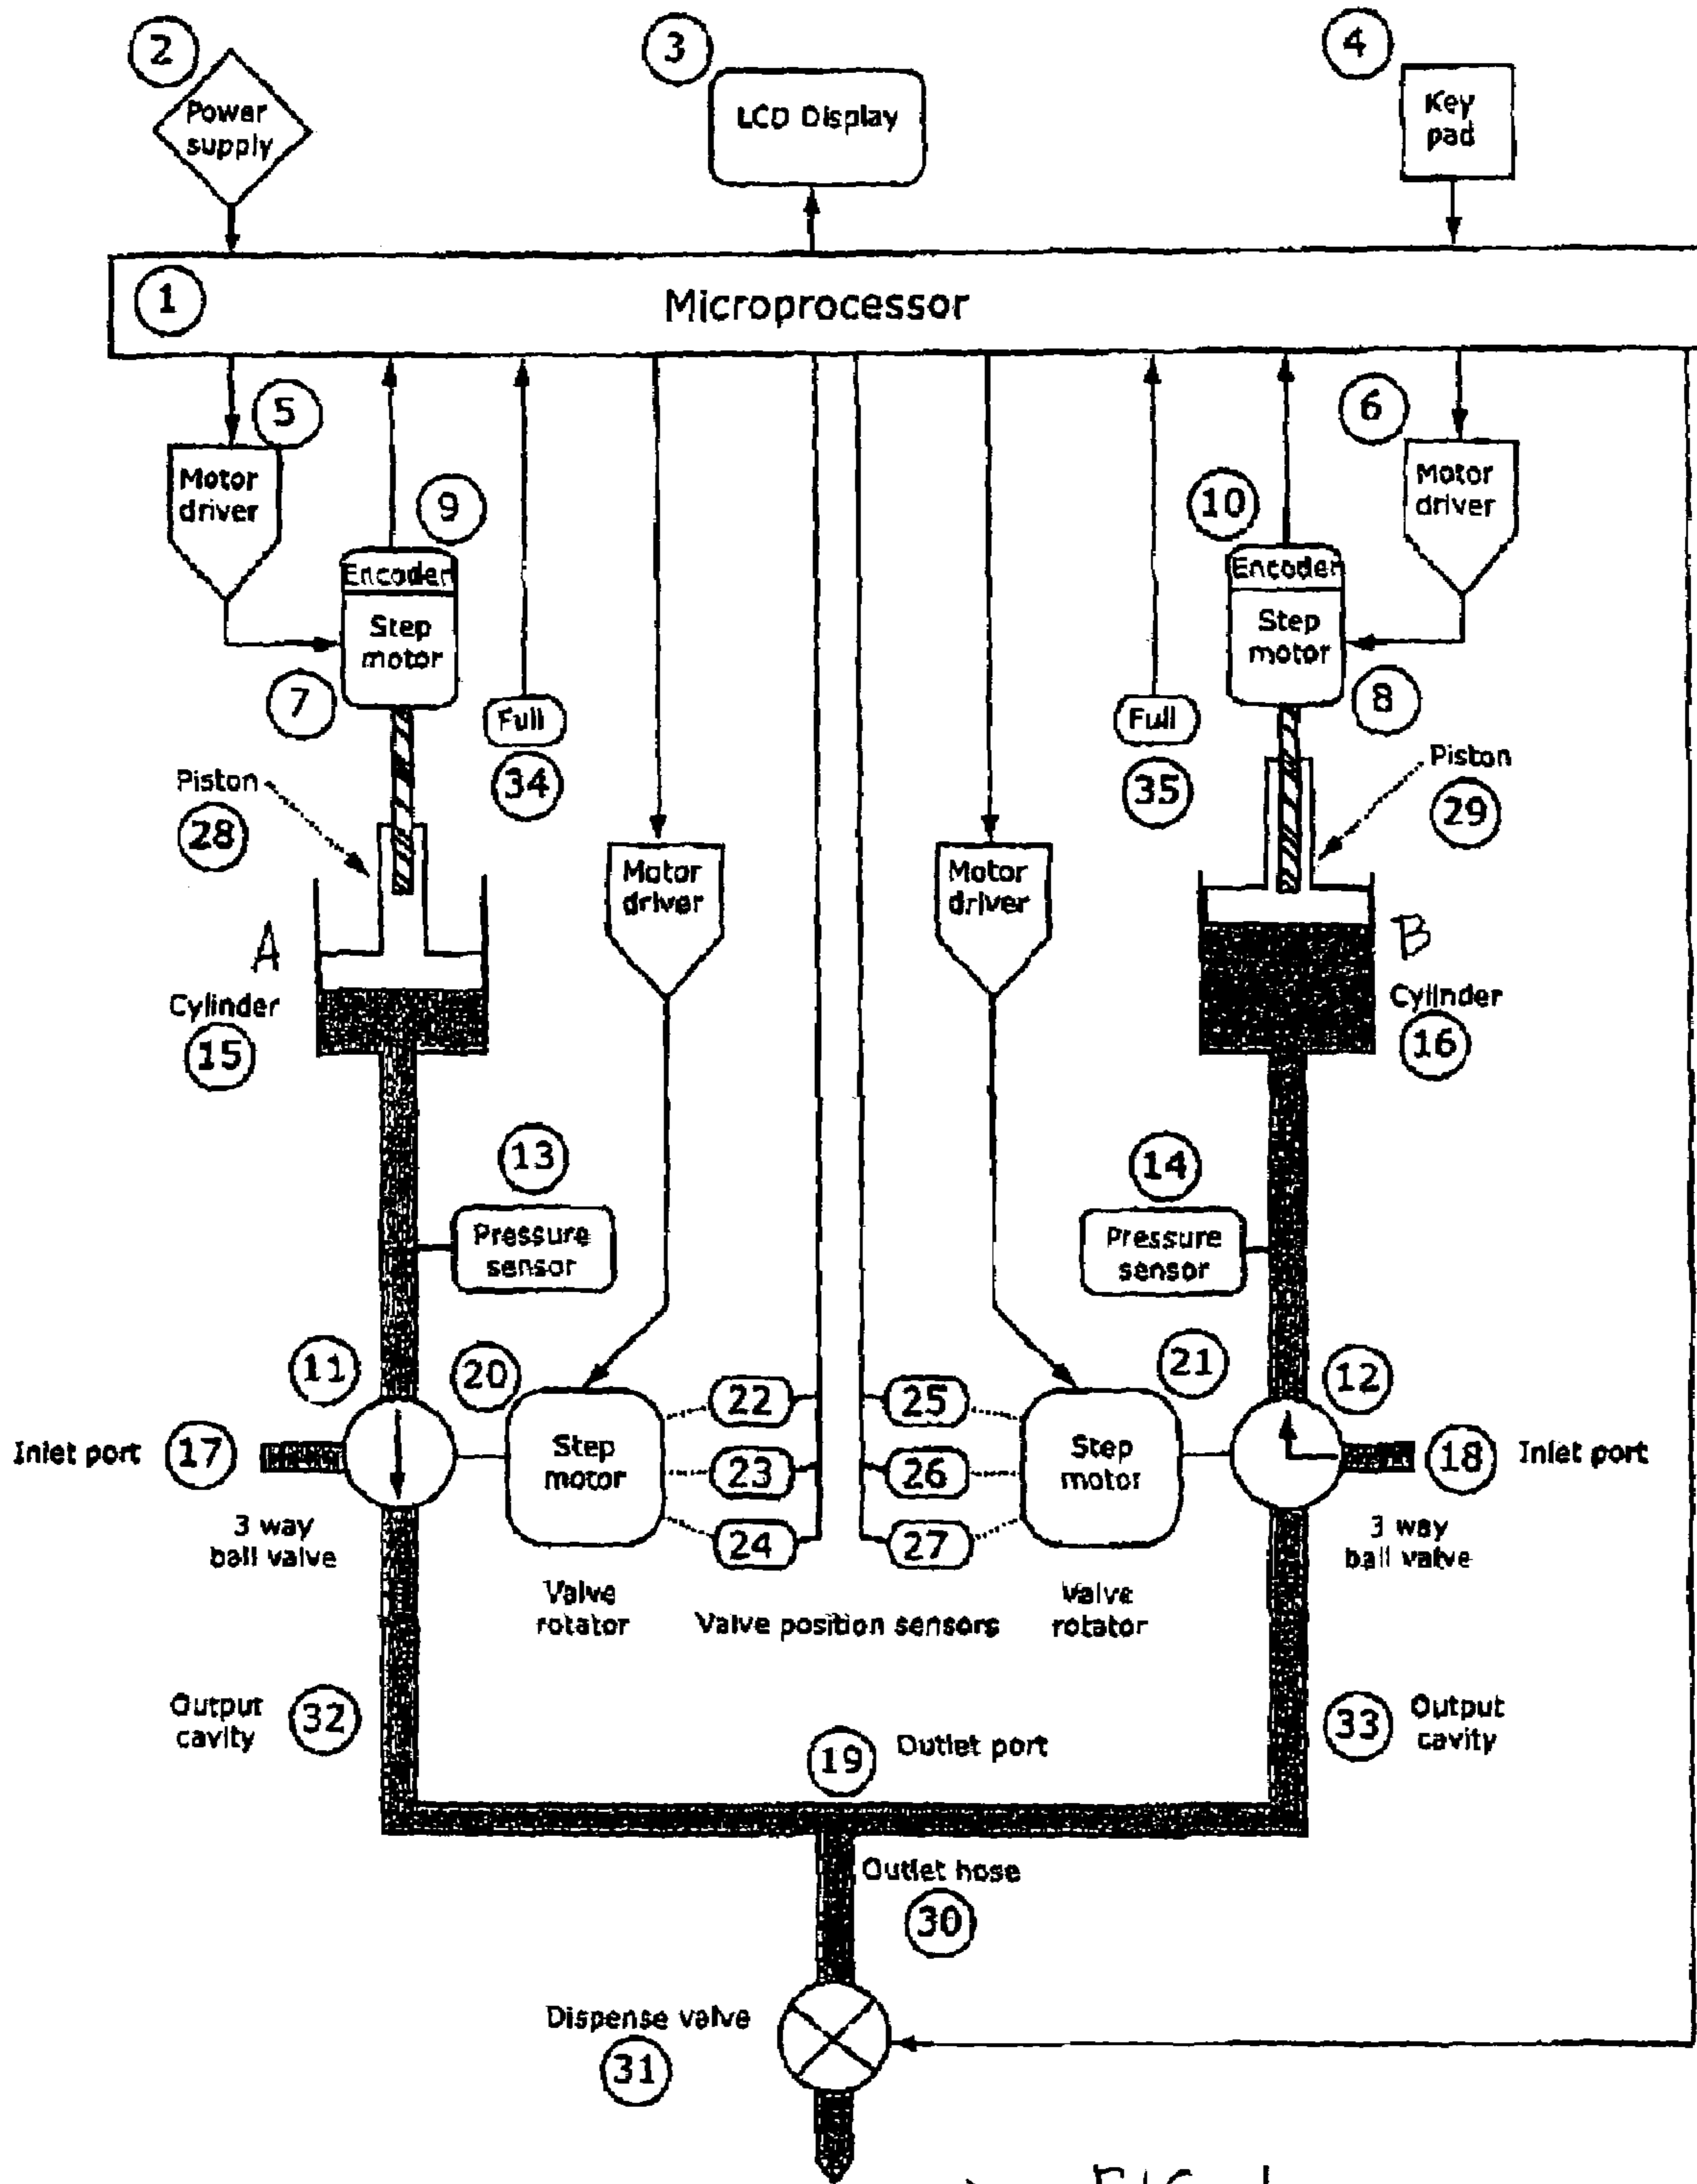 2
3
4
Power
supply
LCD Display
Key
pad
1
Microprocessor
5
6
Motor
driver
9
10
Motor
driver
Encoder
Step
motor
Encoder
Step
motor
7
8
Full
34
Full
35
Piston
28
Piston
29
Motor
driver
Motor
driver
A
Cylinder
15
B
Cylinder
16
13
Pressure
sensor
14
Pressure
sensor
11
20
21
12
22
23
24
25
26
27
Inlet port
17
Step
motor
Step
motor
18
Inlet port
3 way
ball valve
3 way
ball valve
Valve
rotator
Valve position sensors
Valve
rotator
Output
cavity
32
33
Output
cavity
19
Outlet port
Outlet hose
30
Dispense valve
31